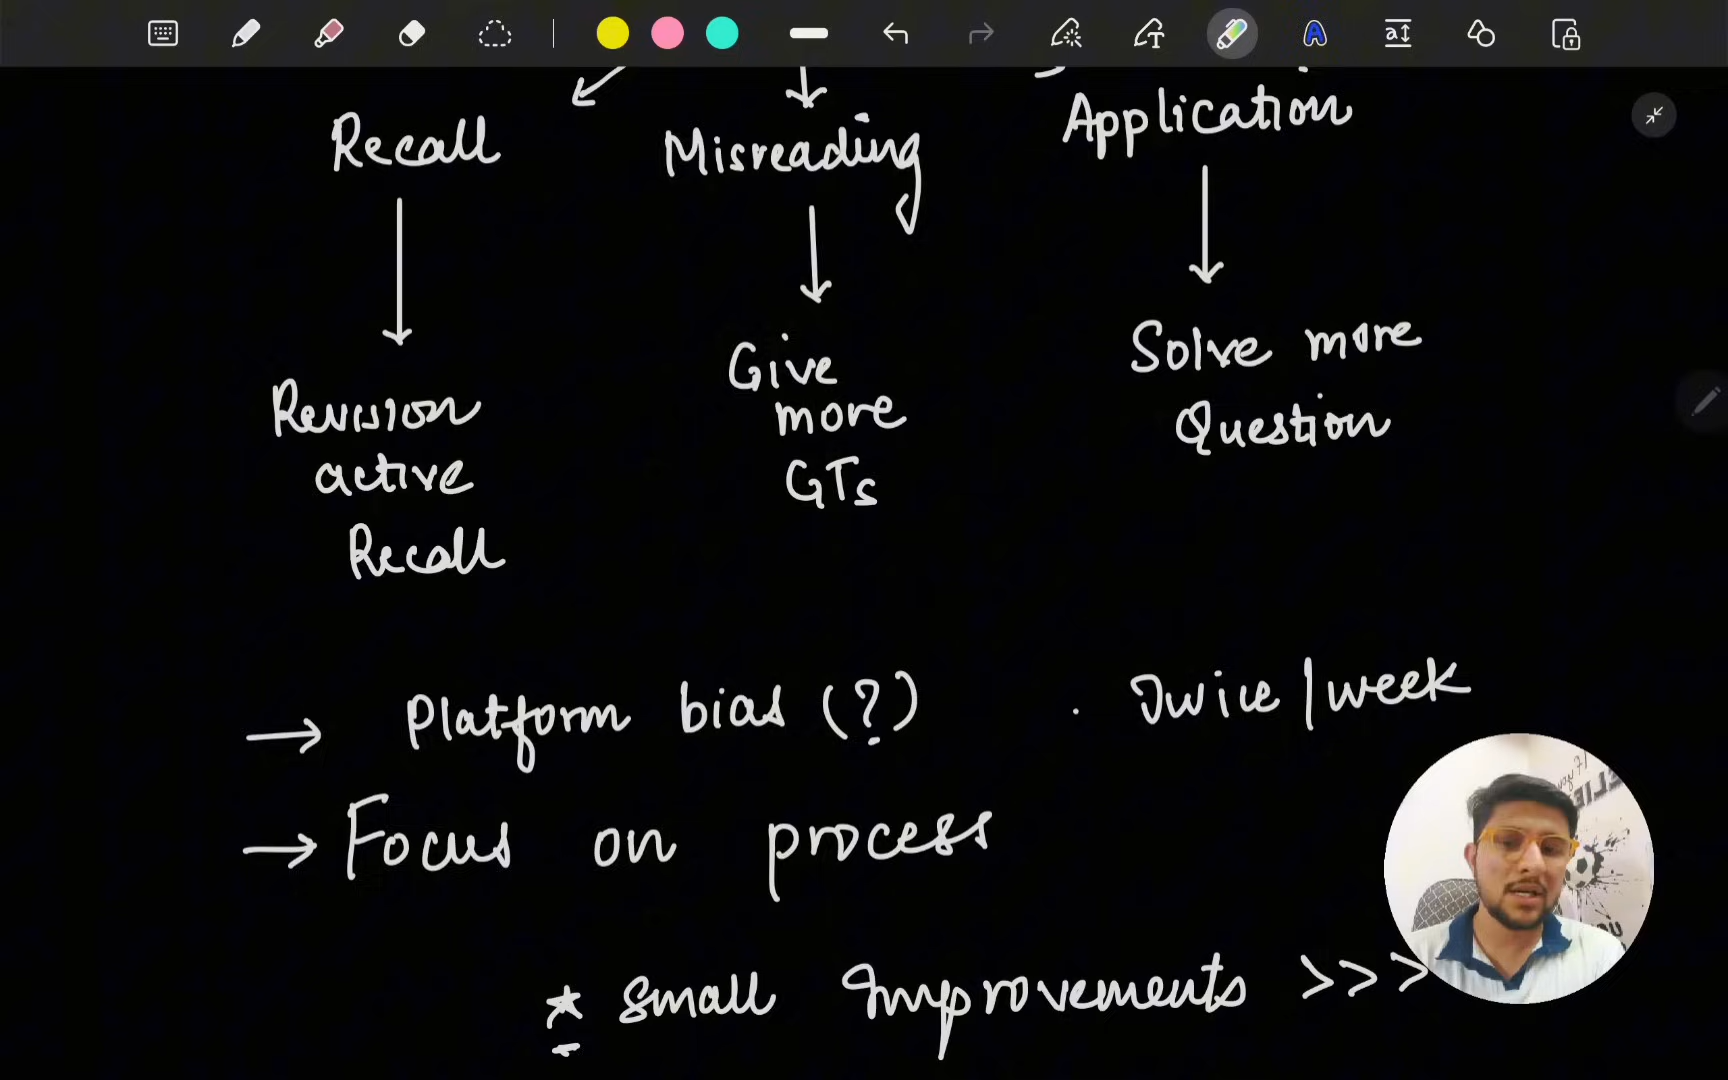 Recall
Misreading
Application
Revision
active
Recall
Give
more
GTs
Solve more
Question
→ Platform bias (?)
· Twice/week
→ Focus on process
* small Improvements >>>